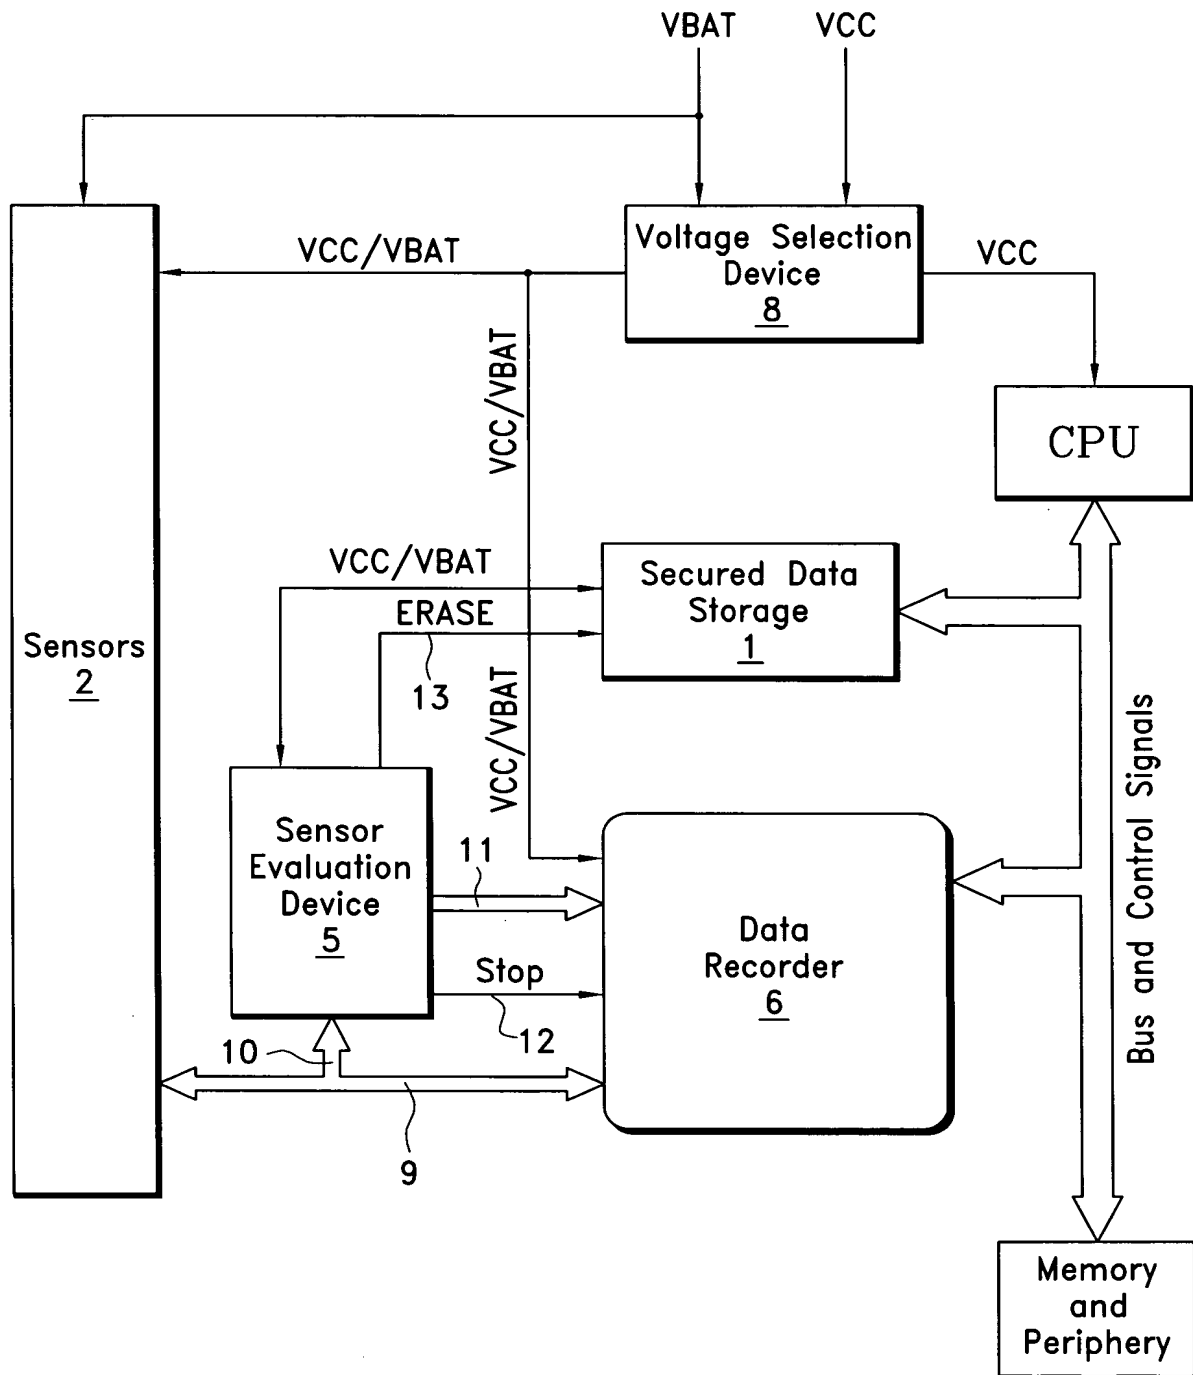 VBAT
VCC
Voltage Selection
Device
8
VCC/VBAT
VCC
VCC/VBAT
CPU
VCC/VBAT
Secured Data
Storage
1
ERASE
13
Sensors
2
VCC/VBAT
Bus and Control Signals
Sensor
Evaluation
Device
5
11
Data
Recorder
6
Stop
12
10
9
Memory
and
Periphery